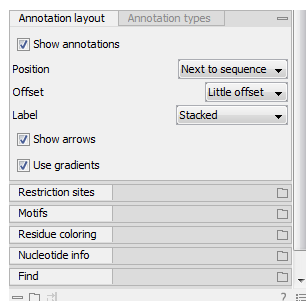 Annotation layout Annotation types
Show annotations
Position Next to sequence
Offset Little offset
Label Stacked
Show arrows
Use gradients
Restriction sites
Motifs
Residue coloring
Nucleotide info
Find
?